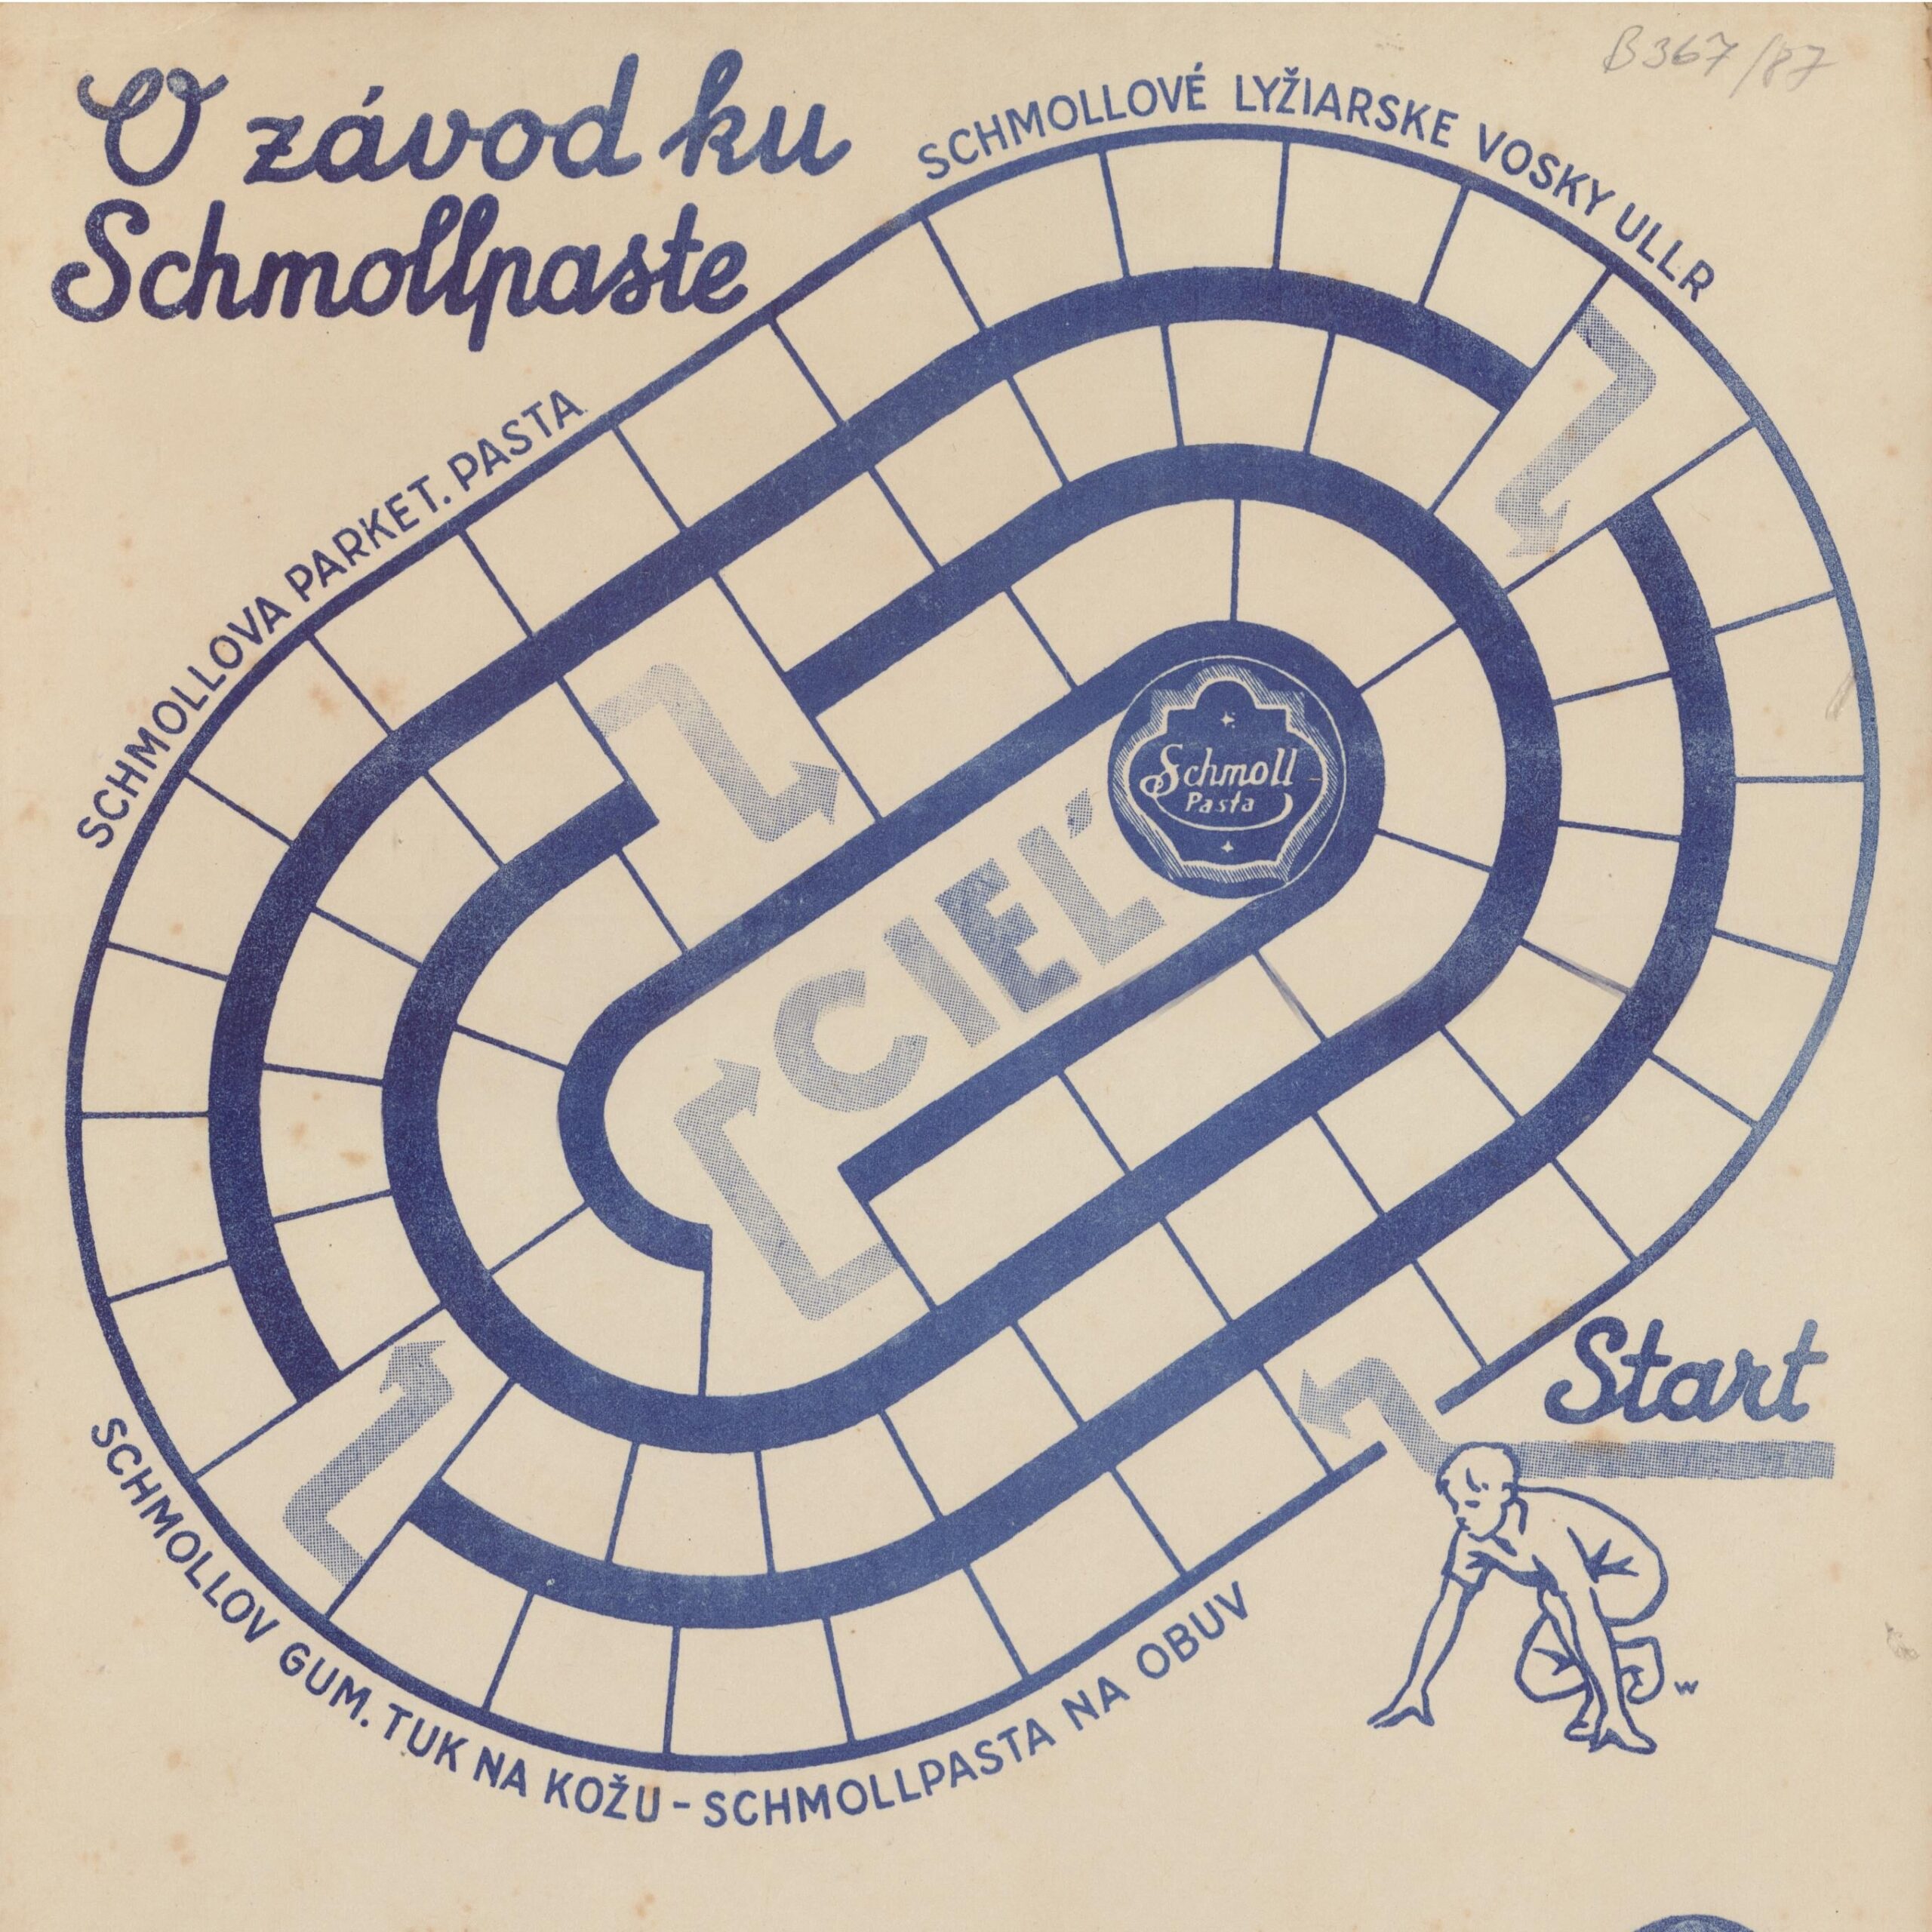 B 367/87
O závod ku
Schmollpaste
SCHMOLLOVÉ LYŽIARSKE VOSKY ULLR
SCHMOLLOVA PARKET. PASTA
Schmoll
Pasta
CIEĽ
Start
SCHMOLLOV GUM. TUK NA KOŽU - SCHMOLLPASTA NA OBUV
W